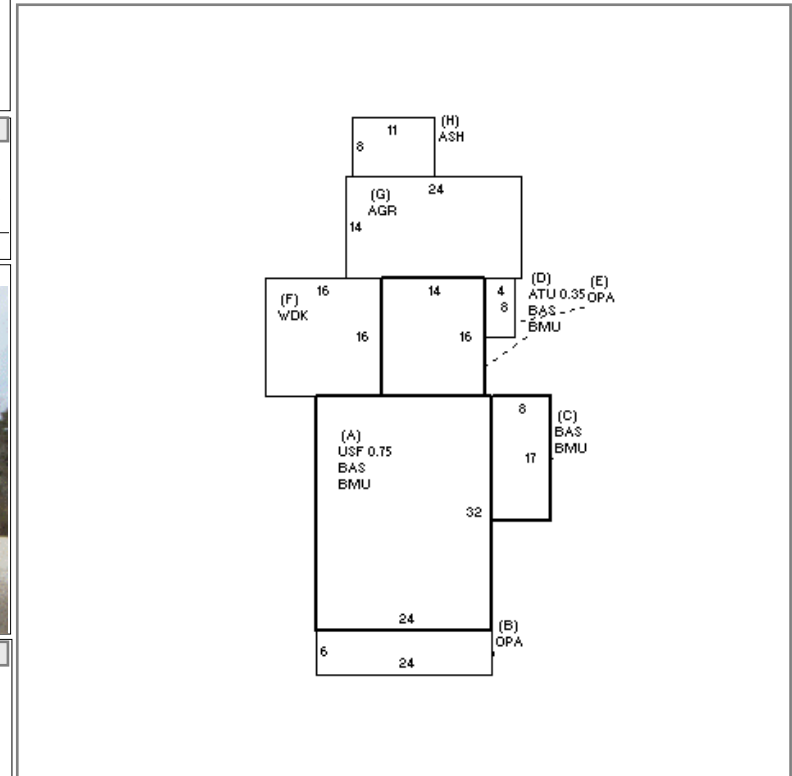 11
(H)
ASH
8
24
(G)
AGR
14
16
(F)
WDK
16
14
16
4
8
(D)
ATU 0.35
BAS
BMU
(E)
OPA
8
(C)
BAS
BMU
17
(A)
USF 0.75
BAS
BMU
32
24
(B)
OPA
6
24